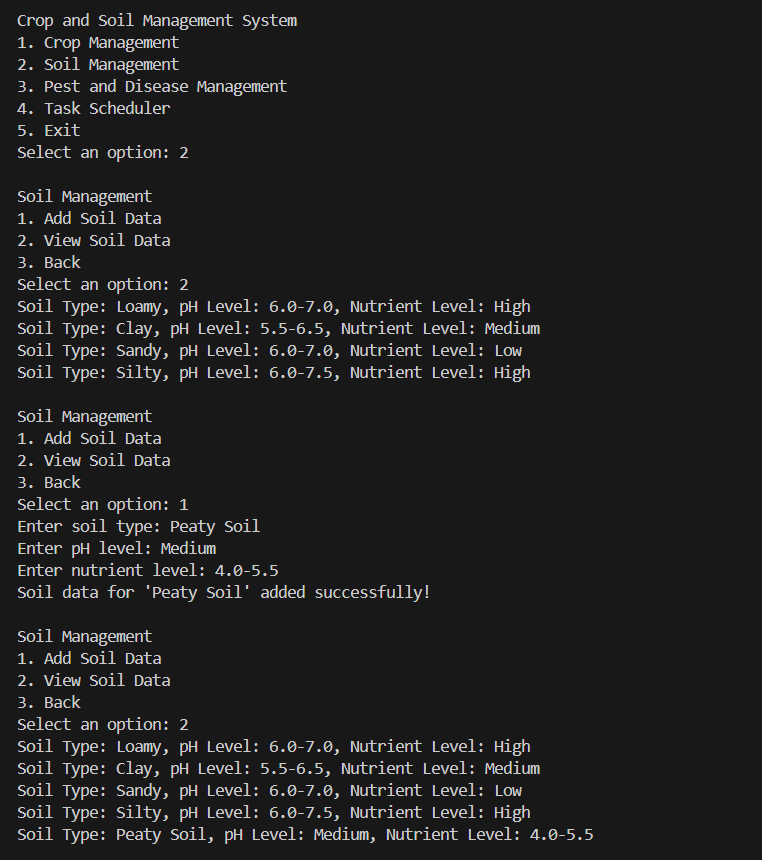 Crop and Soil Management System
1. Crop Management
2. Soil Management
3. Pest and Disease Management
4. Task Scheduler
5. Exit
Select an option: 2
Soil Management
1. Add Soil Data
2. View Soil Data
3. Back
Select an option: 2
Soil Type: Loamy, pH Level: 6.0-7.0, Nutrient Level: High
Soil Type: Clay, pH Level: 5.5-6.5, Nutrient Level: Medium
Soil Type: Sandy, pH Level: 6.0-7.0, Nutrient Level: Low
Soil Type: Silty, pH Level: 6.0-7.5, Nutrient Level: High
Soil Management
1. Add Soil Data
2. View Soil Data
3. Back
Select an option: 1
Enter soil type: Peaty Soil
Enter pH level: Medium
Enter nutrient level: 4.0-5.5
Soil data for 'Peaty Soil' added successfully!
Soil Management
1. Add Soil Data
2. View Soil Data
3. Back
Select an option: 2
Soil Type: Loamy, pH Level: 6.0-7.0, Nutrient Level: High
Soil Type: Clay, pH Level: 5.5-6.5, Nutrient Level: Medium
Soil Type: Sandy, pH Level: 6.0-7.0, Nutrient Level: Low
Soil Type: Silty, pH Level: 6.0-7.5, Nutrient Level: High
Soil Type: Peaty Soil, pH Level: Medium, Nutrient Level: 4.0-5.5